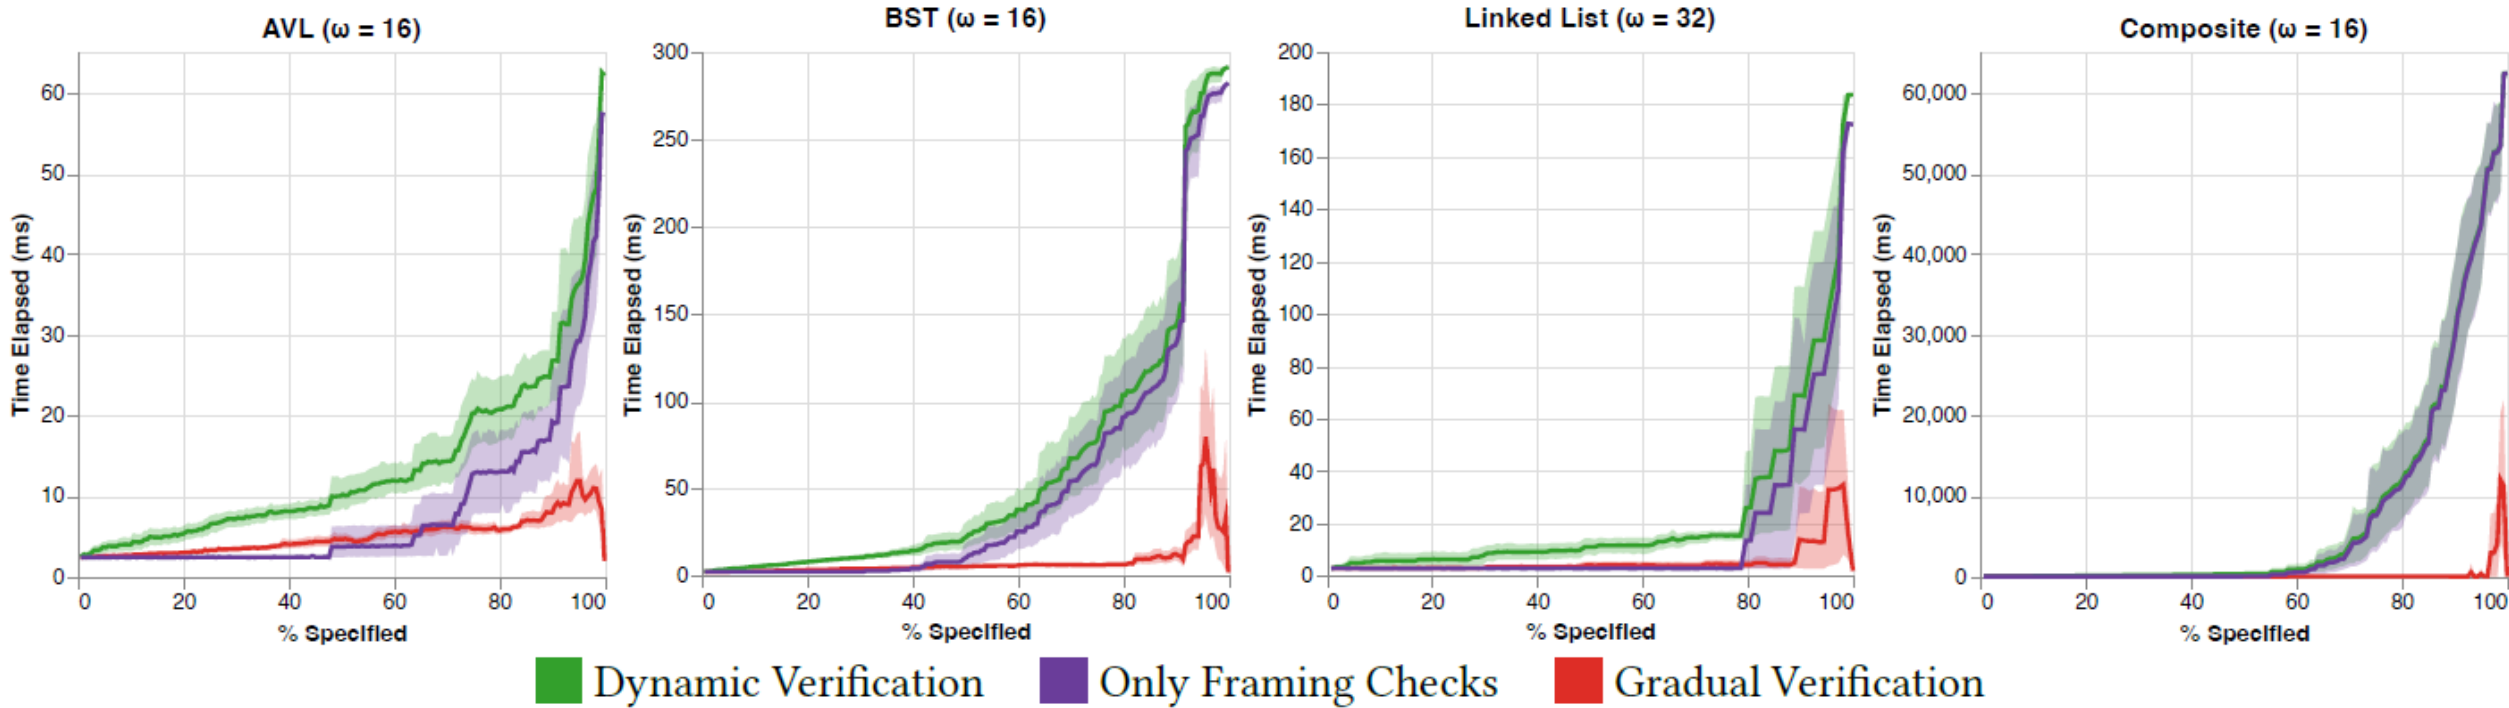 AVL (ω = 16)
Time Elapsed (ms)
60
50
40
30
20
10
0
0 20 40 60 80 100
% Specified
BST (ω = 16)
Time Elapsed (ms)
300
250
200
150
100
50
0
0 20 40 60 80 100
% Specified
Linked List (ω = 32)
Time Elapsed (ms)
200
180
160
140
120
100
80
60
40
20
0
0 20 40 60 80 100
% Specified
Composite (ω = 16)
Time Elapsed (ms)
60,000
50,000
40,000
30,000
20,000
10,000
0
0 20 40 60 80 100
% Specified
Dynamic Verification Only Framing Checks Gradual Verification